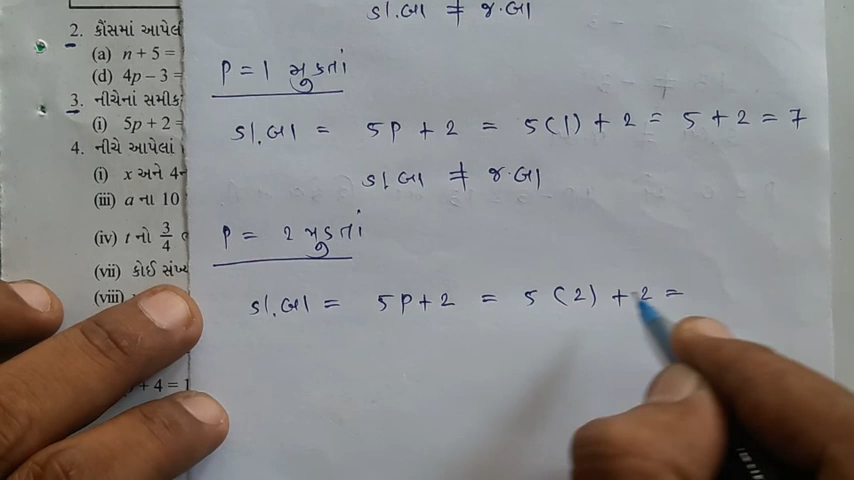 ડા.બા ≠ જ.બા
2. કૌંસમાં આપેલ
(a) n + 5 =
(d) 4p – 3 =
3. નીચેનાં સમીક
(i) 5p + 2 =
4. નીચે આપેલાં
(i) x અને 4
(iii) a ના 10
(iv) t નો 3/4
(vii) કોઈ સંખ્ય
(viii)
+ 4 = 1
P = 1 મુકતાં
ડા.બા = 5P + 2 = 5(1) + 2 = 5 + 2 = 7
ડા.બા ≠ જ.બા
P = 2 મુકતાં
ડા.બા = 5P + 2 = 5(2) + 2 =